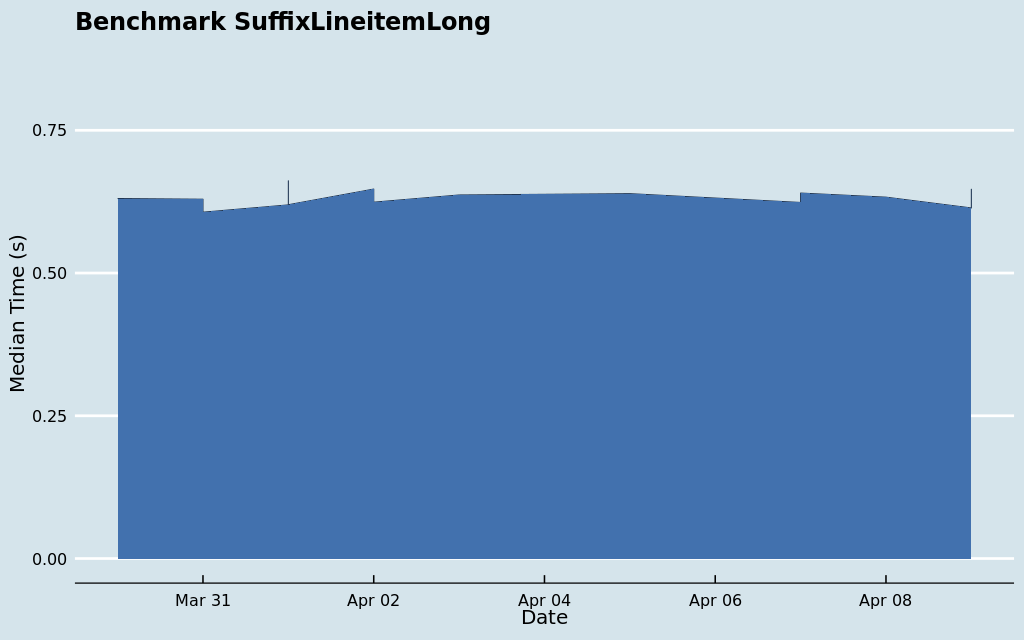 Benchmark SuffixLineitemLong
Median Time (s)
0.75
0.50
0.25
0.00
Mar 31
Apr 02
Apr 04
Apr 06
Apr 08
Date